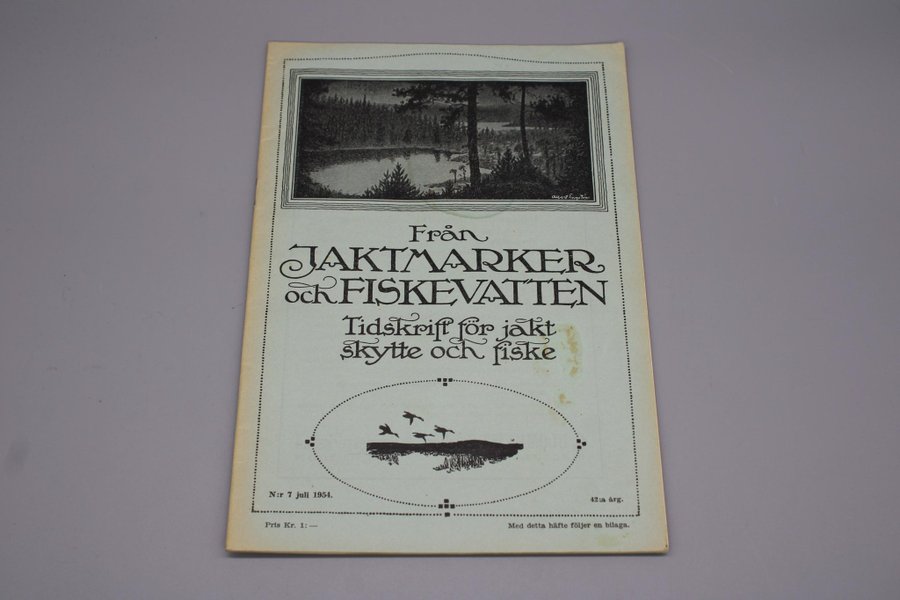 Från
JAKTMARKER
och FISKEVATTEN
Tidskrift för jakt
skytte och fiske
N:r 7 juli 1954.
42:a årg.
Pris Kr. 1:—
Med detta häfte följer en bilaga.